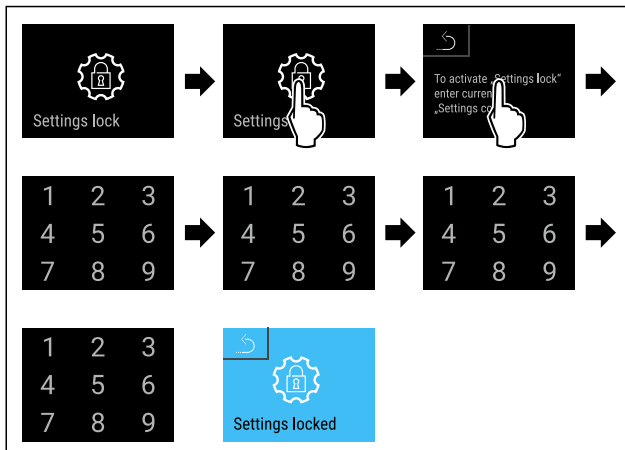 Settings lock
Settings
To activate „Settings lock“
enter curren
„Settings co
1 2 3
4 5 6
7 8 9
1 2 3
4 5 6
7 8 9
1 2 3
4 5 6
7 8 9
1 2 3
4 5 6
7 8 9
Settings locked